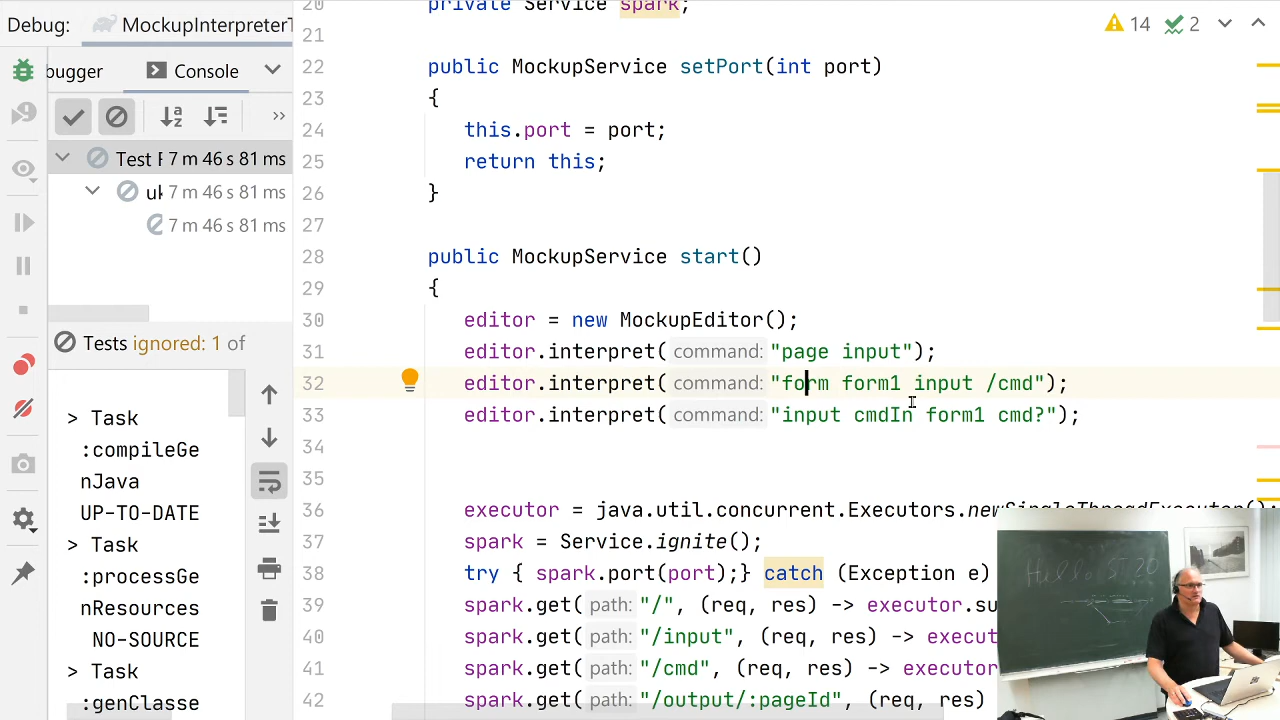 Debug: MockupInterpreterT
bugger Console
Test F 7 m 46 s 81 ms
uk 7 m 46 s 81 ms
7 m 46 s 81 ms
Tests ignored: 1 of
> Task
:compileGe
nJava
UP-TO-DATE
> Task
:processGe
nResources
NO-SOURCE
> Task
:genClasse
14 2
20 private Service spark;
21
22 public MockupService setPort(int port)
23 {
24 this.port = port;
25 return this;
26 }
27
28 public MockupService start()
29 {
30 editor = new MockupEditor();
31 editor.interpret( command: "page input");
32 editor.interpret( command: "form form1 input /cmd");
33 editor.interpret( command: "input cmdIn form1 cmd?");
34
35
36 executor = java.util.concurrent.Executors.newSingleThreadExecutor();
37 spark = Service.ignite();
38 try { spark.port(port);} catch (Exception e)
39 spark.get( path: "/", (req, res) -> executor.su
40 spark.get( path: "/input", (req, res) -> execut
41 spark.get( path: "/cmd", (req, res) -> executor
42 spark.get( path: "/output/:pageId", (req, res)
Hello ST 20